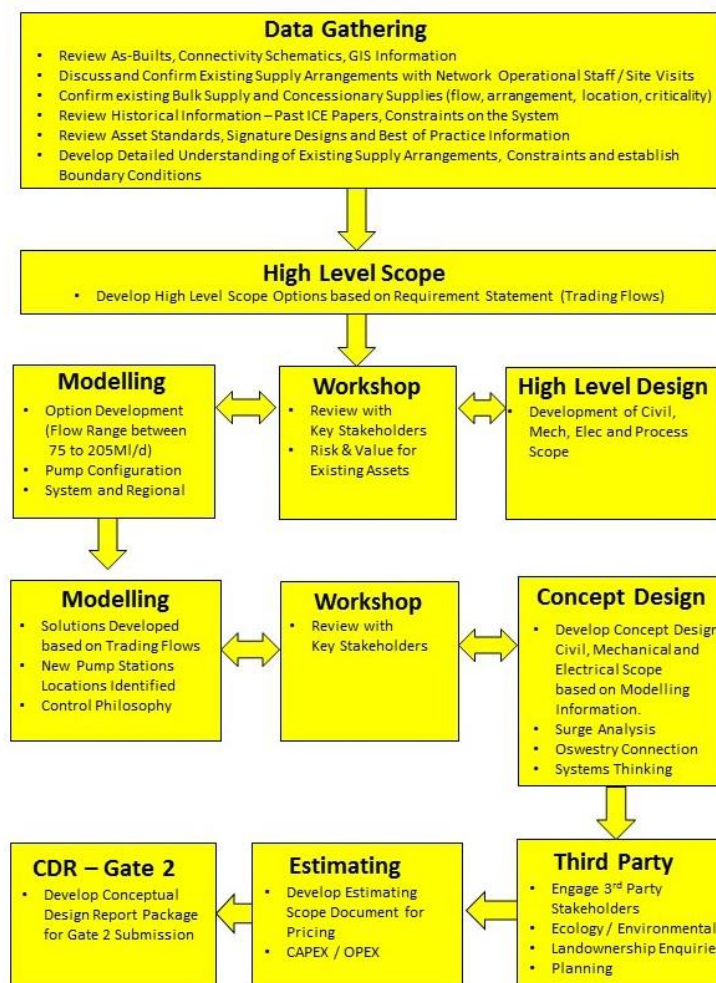 Data Gathering
• Review As-Builts, Connectivity Schematics, GIS Information
• Discuss and Confirm Existing Supply Arrangements with Network Operational Staff / Site Visits
• Confirm existing Bulk Supply and Concessionary Supplies (flow, arrangement, location, criticality)
• Review Historical Information – Past ICE Papers, Constraints on the System
• Review Asset Standards, Signature Designs and Best of Practice Information
• Develop Detailed Understanding of Existing Supply Arrangements, Constraints and establish
Boundary Conditions
High Level Scope
• Develop High Level Scope Options based on Requirement Statement (Trading Flows)
Modelling
• Option Development
(Flow Range between
75 to 205Ml/d)
• Pump Configuration
• System and Regional
Workshop
• Review with
Key Stakeholders
• Risk & Value for
Existing Assets
High Level Design
• Development of Civil,
Mech, Elec and Process
Scope
Modelling
• Solutions Developed
based on Trading Flows
• New Pump Stations
Locations Identified
• Control Philosophy
Workshop
• Review with
Key Stakeholders
Concept Design
• Develop Concept Design
Civil, Mechanical and
Electrical Scope
based on Modelling
Information.
• Surge Analysis
• Oswestry Connection
• Systems Thinking
CDR – Gate 2
• Develop Conceptual
Design Report Package
for Gate 2 Submission
Estimating
• Develop Estimating
Scope Document for
Pricing
• CAPEX / OPEX
Third Party
• Engage 3rd Party
Stakeholders
• Ecology / Environmental
• Landownership Enquirie
• Planning